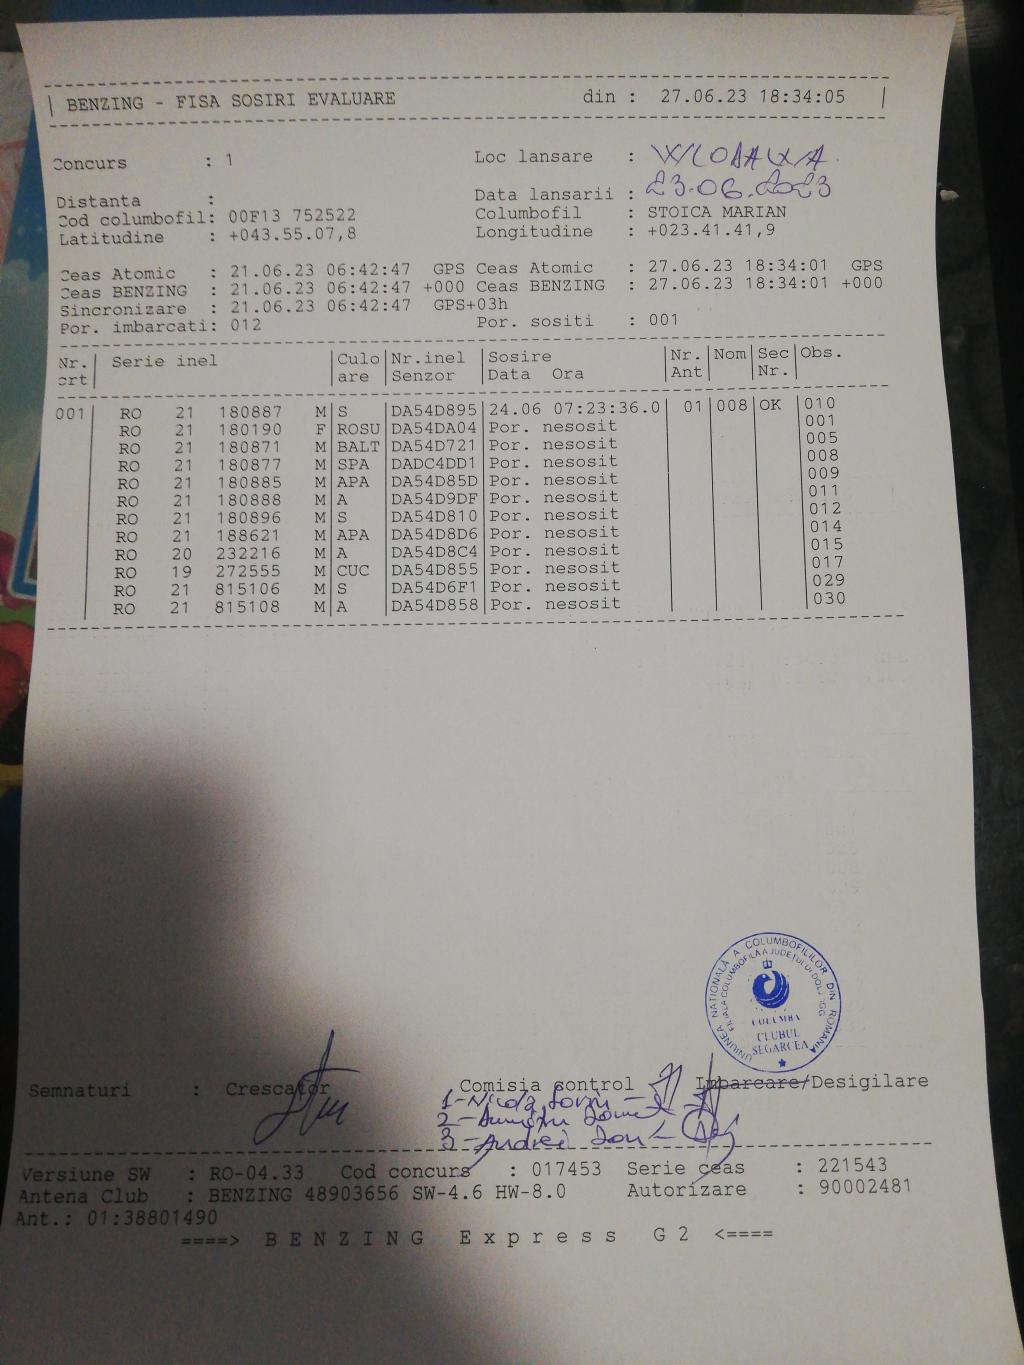 BENZING - FISA SOSIRI EVALUARE din : 27.06.23 18:34:05
Concurs : 1 Loc lansare : WLODAWA
Distanta : Data lansarii : 23.06.2023
Cod columbofil: 00F13 752522 Columbofil : STOICA MARIAN
Latitudine : +043.55.07,8 Longitudine : +023.41.41,9
Ceas Atomic : 21.06.23 06:42:47 GPS Ceas Atomic : 27.06.23 18:34:01 GPS
Ceas BENZING : 21.06.23 06:42:47 +000 Ceas BENZING : 27.06.23 18:34:01 +000
Sincronizare : 21.06.23 06:42:47 GPS+03h
Por. imbarcati: 012 Por. sositi : 001
Nr. Serie inel Culo Nr.inel Sosire Nr. Nom Sec Obs.
crt are Senzor Data Ora Ant Nr.
001 RO 21 180887 M S DA54D895 24.06 07:23:36.0 01 008 OK 010
RO 21 180190 F ROSU DA54DA04 Por. nesosit 001
RO 21 180871 M BALT DA54D721 Por. nesosit 005
RO 21 180877 M SPA DADC4DD1 Por. nesosit 008
RO 21 180885 M APA DA54D85D Por. nesosit 009
RO 21 180888 M A DA54D9DF Por. nesosit 011
RO 21 180896 M S DA54D810 Por. nesosit 012
RO 21 188621 M APA DA54D8D6 Por. nesosit 014
RO 20 232216 M A DA54D8C4 Por. nesosit 015
RO 19 272555 M CUC DA54D855 Por. nesosit 017
RO 21 815106 M S DA54D6F1 Por. nesosit 029
RO 21 815108 M A DA54D858 Por. nesosit 030
UNIUNEA NATIONALĂ A COLUMBOFILILOR DIN ROMANIA
FILIALA COLUMBOFILA A JUDETULUI DOLJ
COLUMBA
CLUBUL
SEGARCEA
Semnaturi : Crescator Comisia control Imbarcare/Desigilare
1-
2-
3-Andrei Ion
Versiune SW : RO-04.33 Cod concurs : 017453 Serie ceas : 221543
Antena Club : BENZING 48903656 SW-4.6 HW-8.0 Autorizare : 90002481
Ant.: 01:38801490
====> BENZING Express G2 <====